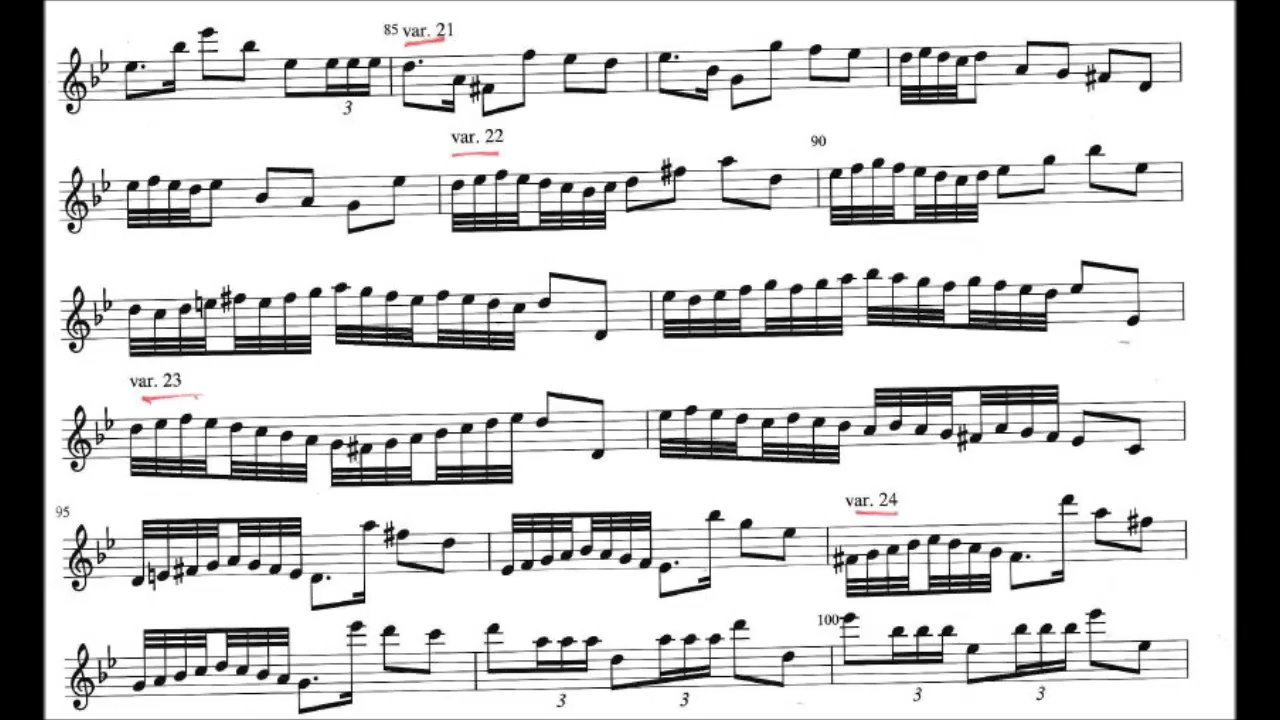 85 var. 21
3
var. 22
90
var. 23
95
var. 24
100
3 3 3 3